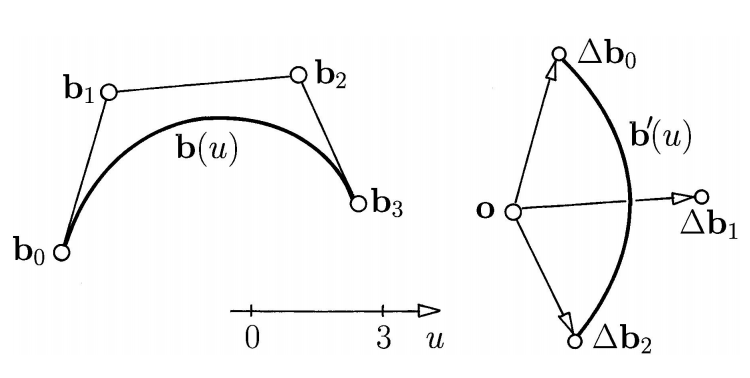 b₁
b₂
b(u)
b₀
b₃
0
3
u
Δb₀
b′(u)
o
Δb₁
Δb₂